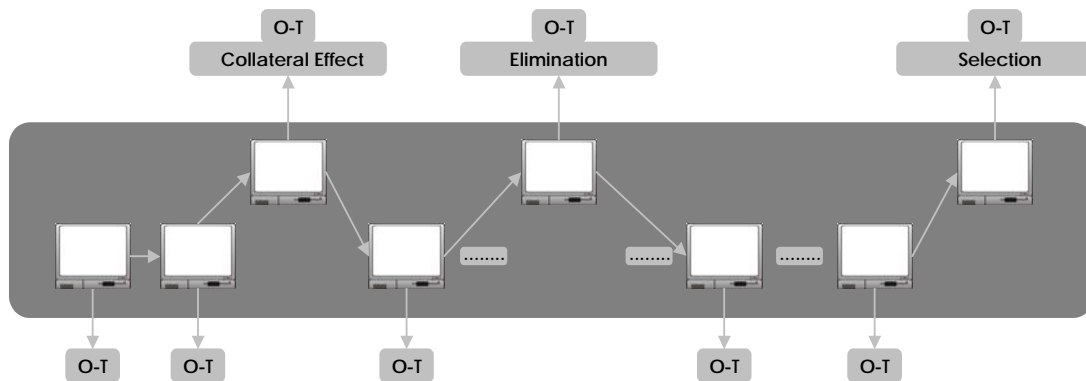 O-T
O-T
O-T
Collateral Effect
Elimination
Selection
........
........
........
O-T
O-T
O-T
O-T
O-T